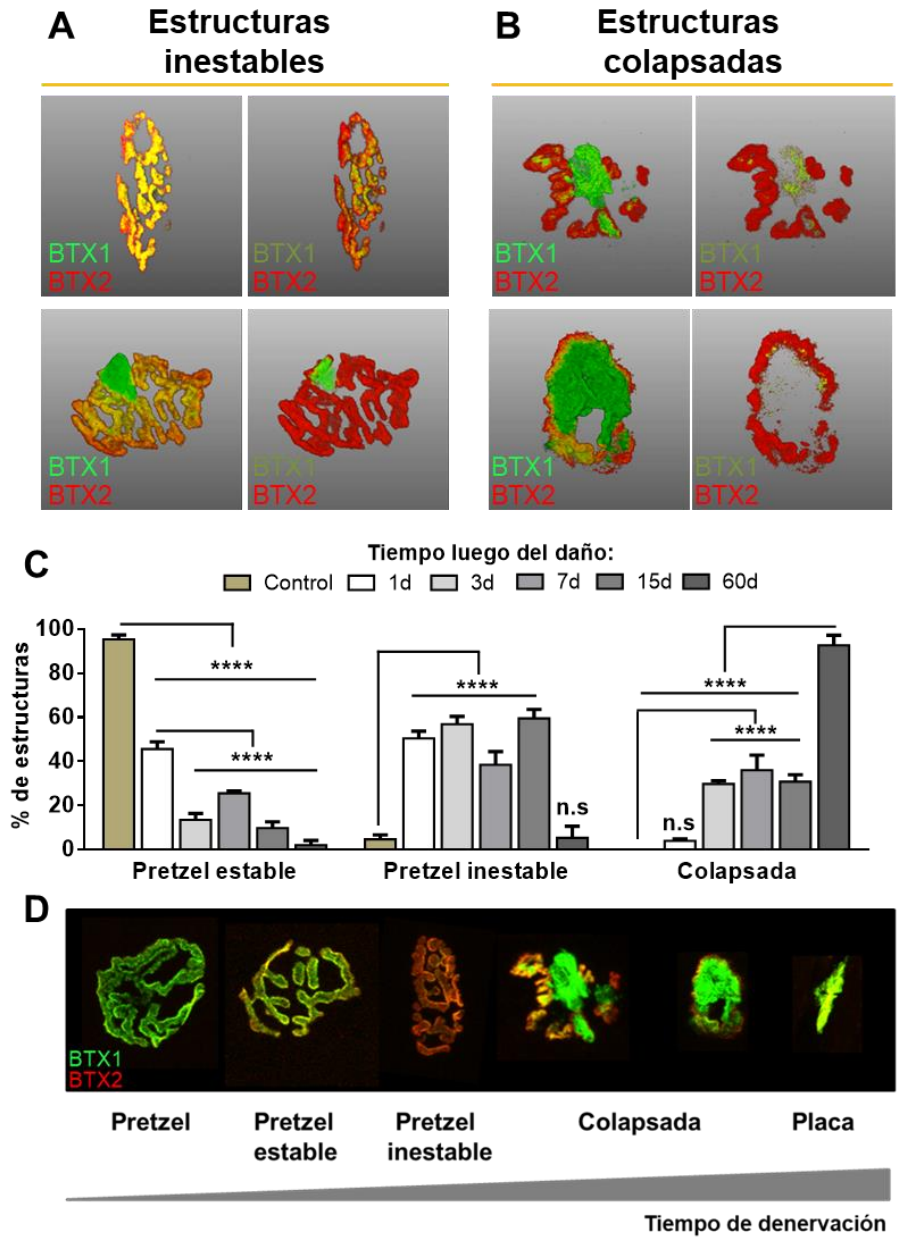 A
Estructuras
inestables
B
Estructuras
colapsadas
BTX1
BTX2
BTX1
BTX2
BTX1
BTX2
BTX1
BTX2
BTX1
BTX2
BTX1
BTX2
BTX1
BTX2
BTX1
BTX2
C
Tiempo luego del daño:
Control 1d 3d 7d 15d 60d
% de estructuras
100
80
60
40
20
0
****
****
****
n.s
****
****
n.s
Pretzel estable
Pretzel inestable
Colapsada
D
BTX1
BTX2
Pretzel
Pretzel
estable
Pretzel
inestable
Colapsada
Placa
Tiempo de denervación